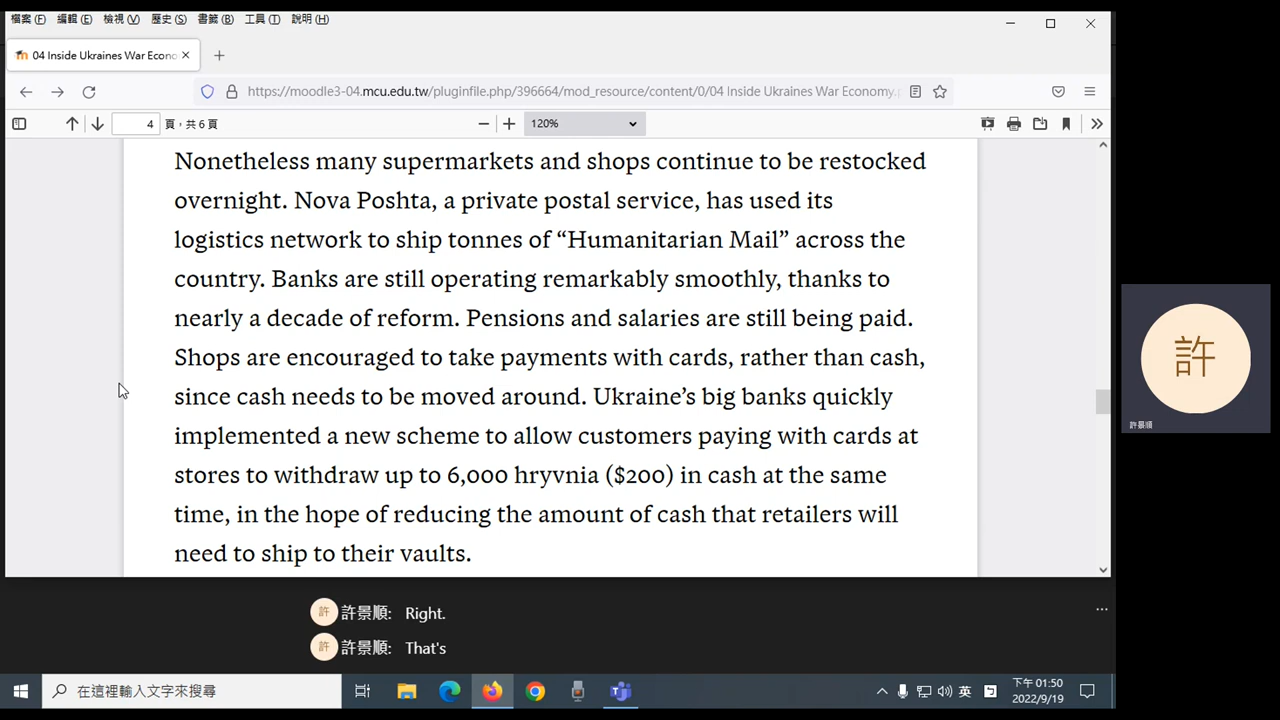 檔案 (F) 編輯 (E) 檢視 (V) 歷史 (S) 書籤 (B) 工具 (T) 說明 (H)
04 Inside Ukraines War Econo
https://moodle3-04.mcu.edu.tw/pluginfile.php/396664/mod_resource/content/0/04 Inside Ukraines War Economy.p
4 頁，共 6 頁
120%
Nonetheless many supermarkets and shops continue to be restocked
overnight. Nova Poshta, a private postal service, has used its
logistics network to ship tonnes of “Humanitarian Mail” across the
country. Banks are still operating remarkably smoothly, thanks to
nearly a decade of reform. Pensions and salaries are still being paid.
Shops are encouraged to take payments with cards, rather than cash,
since cash needs to be moved around. Ukraine’s big banks quickly
implemented a new scheme to allow customers paying with cards at
stores to withdraw up to 6,000 hryvnia ($200) in cash at the same
time, in the hope of reducing the amount of cash that retailers will
need to ship to their vaults.
許
許景順
許 許景順: Right.
許 許景順: That's
在這裡輸入文字來搜尋
英
下午 01:50
2022/9/19